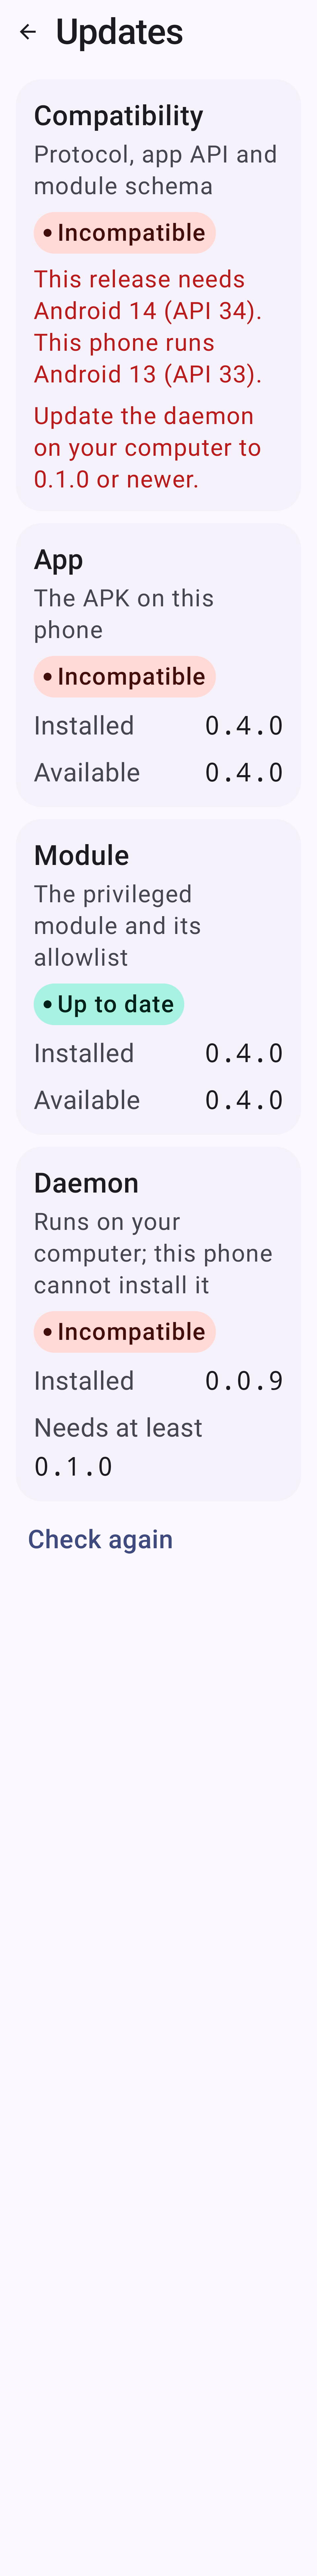 Updates
Compatibility
Protocol, app API and
module schema
• Incompatible
This release needs
Android 14 (API 34).
This phone runs
Android 13 (API 33).
Update the daemon
on your computer to
0.1.0 or newer.
App
The APK on this
phone
• Incompatible
Installed 0.4.0
Available 0.4.0
Module
The privileged
module and its
allowlist
• Up to date
Installed 0.4.0
Available 0.4.0
Daemon
Runs on your
computer; this phone
cannot install it
• Incompatible
Installed 0.0.9
Needs at least
0.1.0
Check again